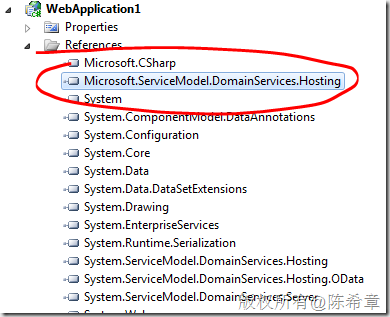 WebApplication1
Properties
References
Microsoft.CSharp
Microsoft.ServiceModel.DomainServices.Hosting
System
System.ComponentModel.DataAnnotations
System.Configuration
System.Core
System.Data
System.Data.DataSetExtensions
System.Drawing
System.EnterpriseServices
System.Runtime.Serialization
System.ServiceModel.DomainServices.Hosting
System.ServiceModel.DomainServices.Hosting.OData
System.ServiceModel.DomainServices.Server
版权所有@陈希章